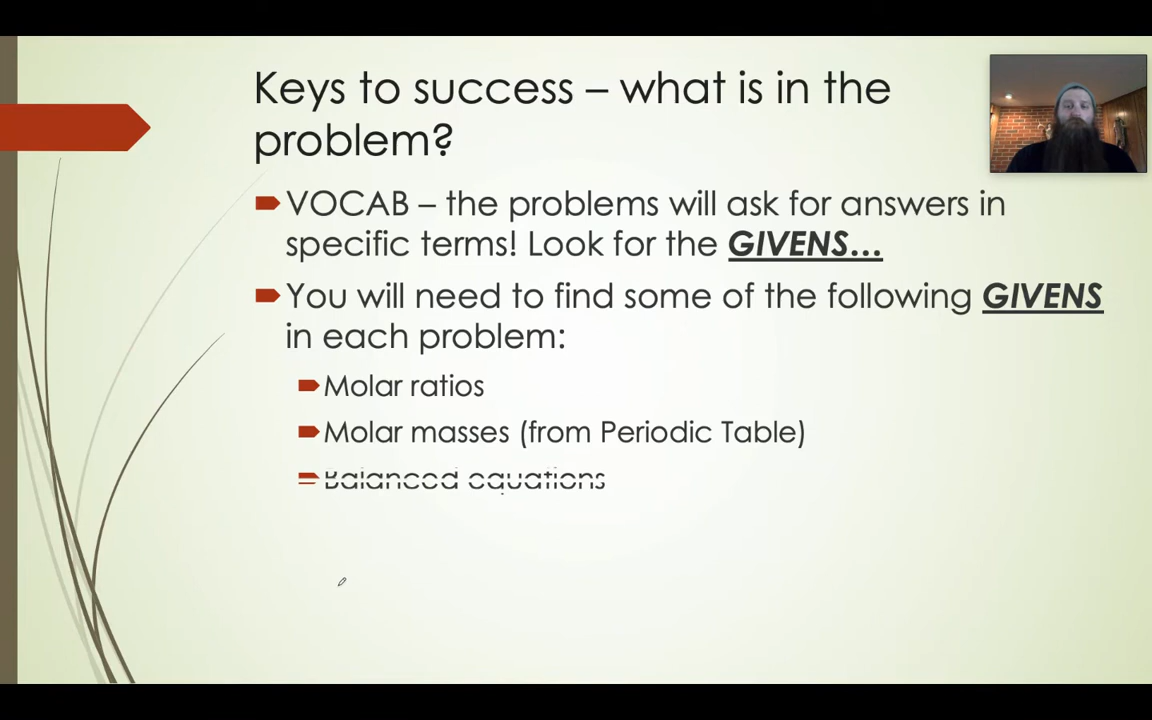 Keys to success – what is in the
problem?
VOCAB – the problems will ask for answers in
specific terms! Look for the GIVENS...
You will need to find some of the following GIVENS
in each problem:
Molar ratios
Molar masses (from Periodic Table)
Balanced equations